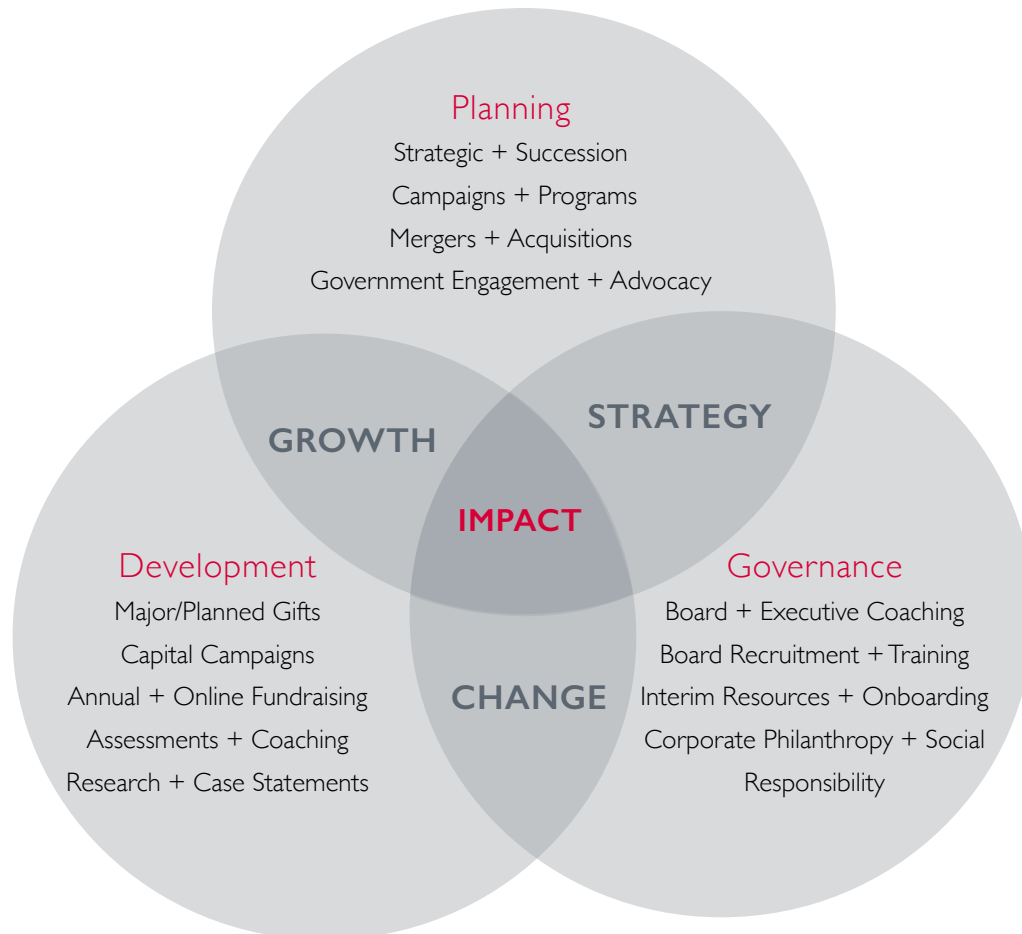 Planning
Strategic + Succession
Campaigns + Programs
Mergers + Acquisitions
Government Engagement + Advocacy
GROWTH
STRATEGY
IMPACT
Development
Major/Planned Gifts
Capital Campaigns
Annual + Online Fundraising
Assessments + Coaching
Research + Case Statements
CHANGE
Governance
Board + Executive Coaching
Board Recruitment + Training
Interim Resources + Onboarding
Corporate Philanthropy + Social
Responsibility